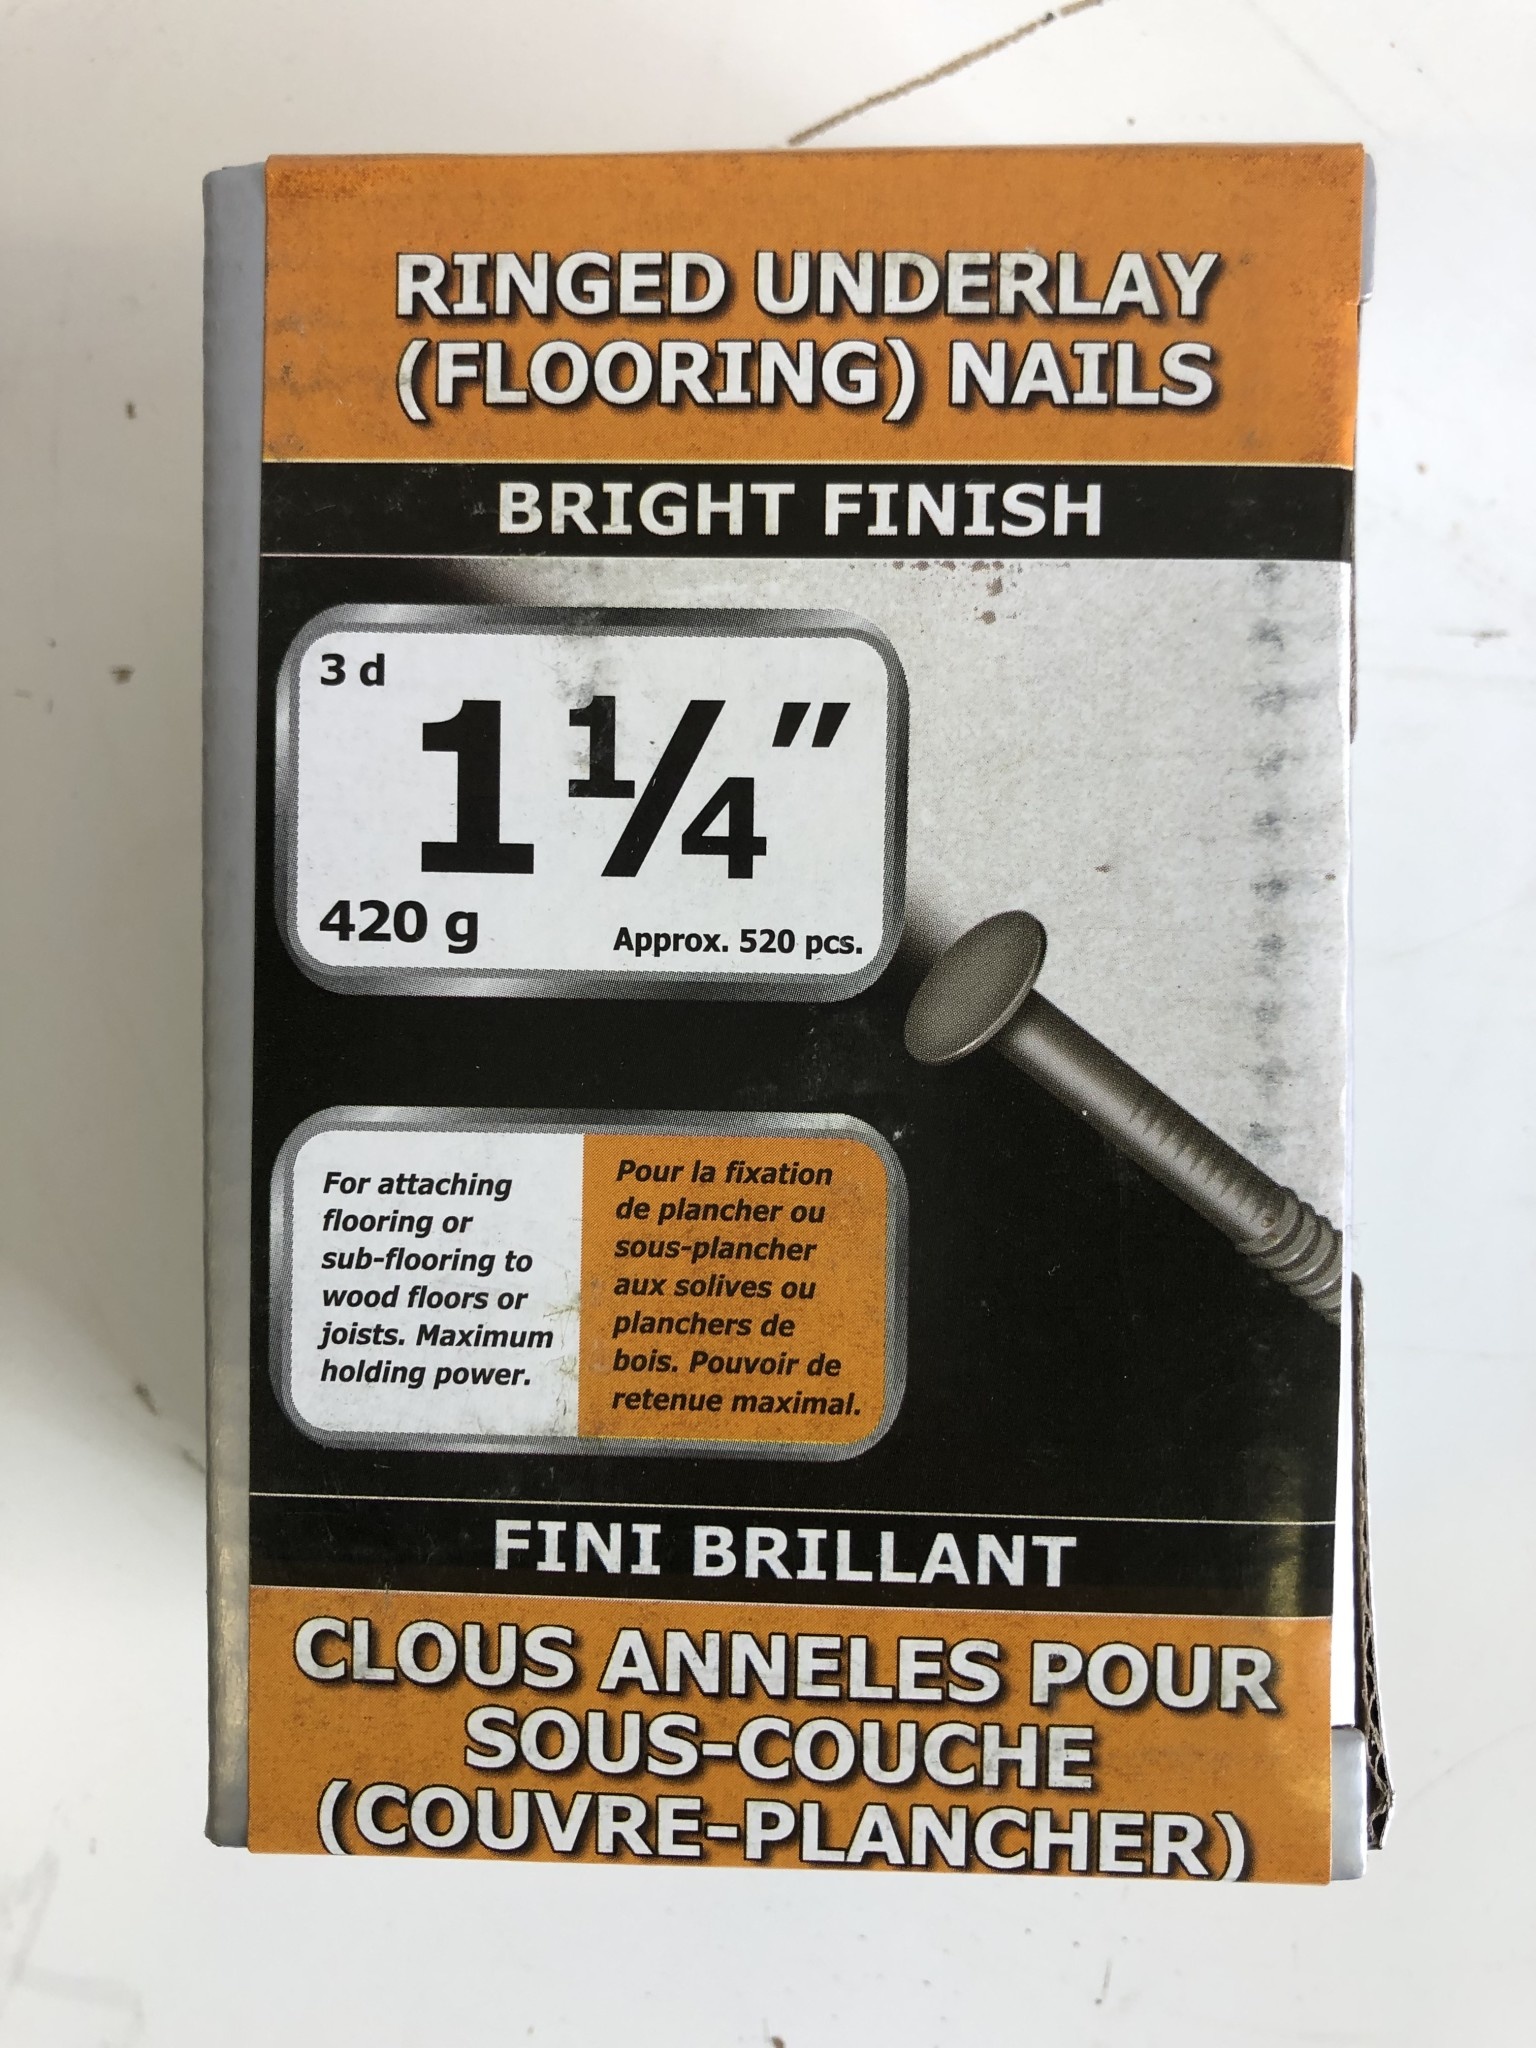 RINGED UNDERLAY
(FLOORING) NAILS
BRIGHT FINISH
3 d
1 1/4"
420 g Approx. 520 pcs.
For attaching
flooring or
sub-flooring to
wood floors or
joists. Maximum
holding power.
Pour la fixation
de plancher ou
sous-plancher
aux solives ou
planchers de
bois. Pouvoir de
retenue maximal.
FINI BRILLANT
CLOUS ANNELES POUR
SOUS-COUCHE
(COUVRE-PLANCHER)